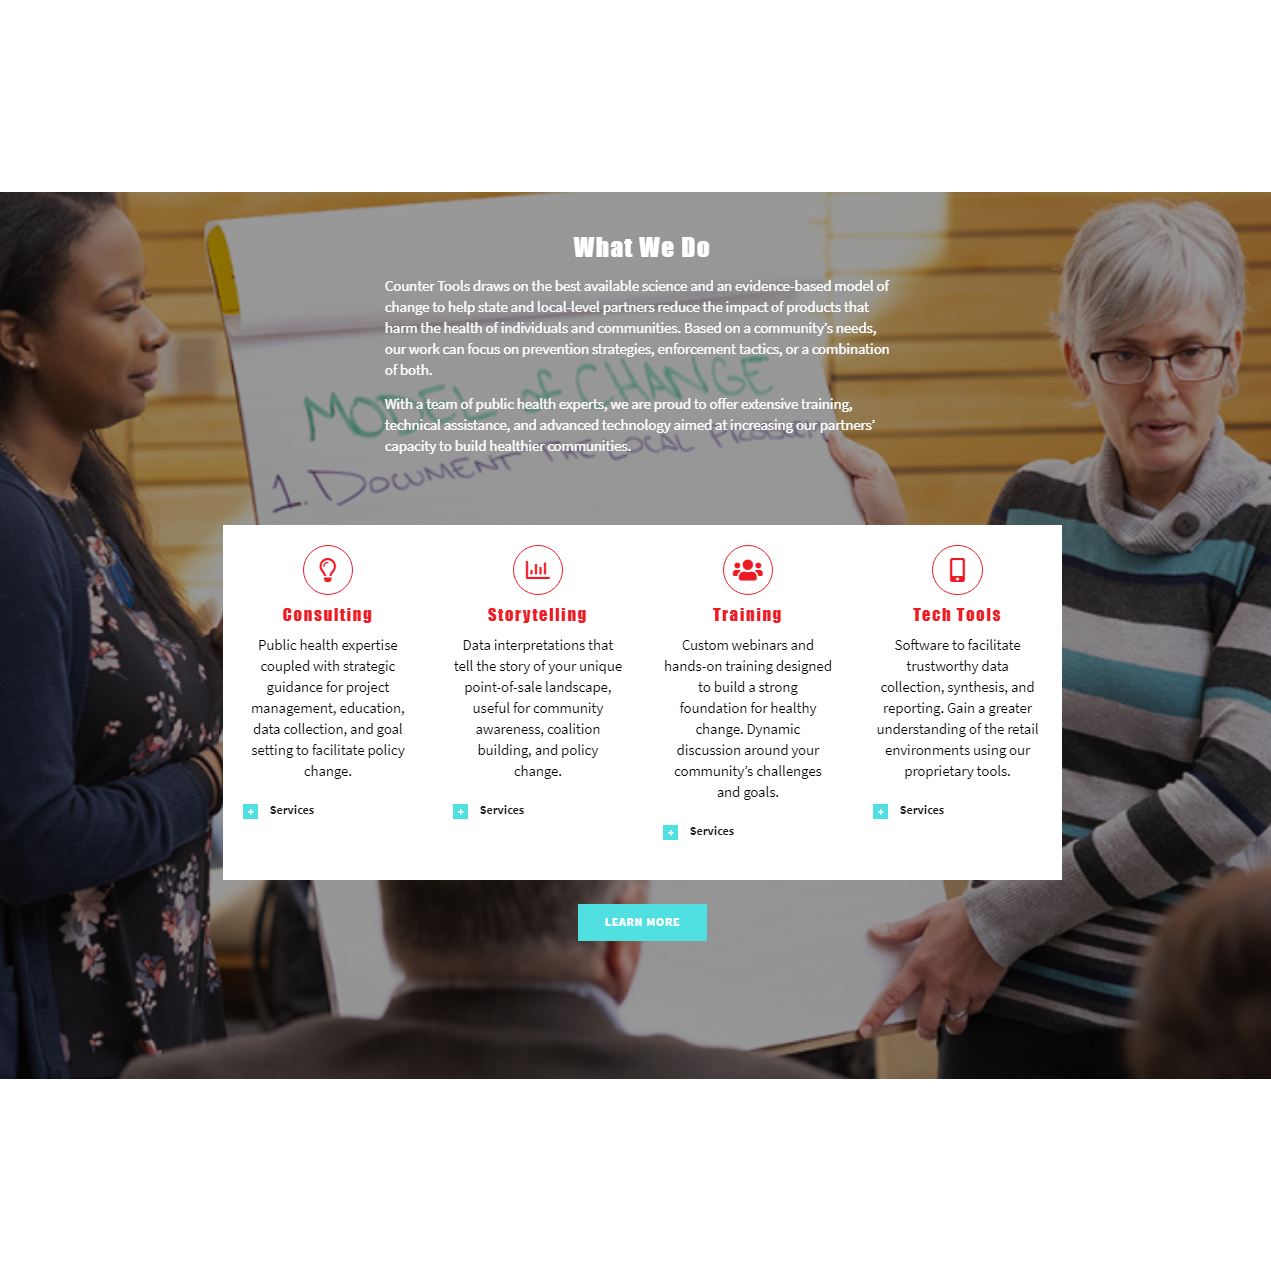 What We Do
Counter Tools draws on the best available science and an evidence-based model of
change to help state and local-level partners reduce the impact of products that
harm the health of individuals and communities. Based on a community’s needs,
our work can focus on prevention strategies, enforcement tactics, or a combination
of both.
With a team of public health experts, we are proud to offer extensive training,
technical assistance, and advanced technology aimed at increasing our partners’
capacity to build healthier communities.
MODEL of CHANGE
1. DOCUMENT THE LOCAL PROBLEM
Consulting
Public health expertise
coupled with strategic
guidance for project
management, education,
data collection, and goal
setting to facilitate policy
change.
+ Services
Storytelling
Data interpretations that
tell the story of your unique
point-of-sale landscape,
useful for community
awareness, coalition
building, and policy
change.
+ Services
Training
Custom webinars and
hands-on training designed
to build a strong
foundation for healthy
change. Dynamic
discussion around your
community’s challenges
and goals.
+ Services
Tech Tools
Software to facilitate
trustworthy data
collection, synthesis, and
reporting. Gain a greater
understanding of the retail
environments using our
proprietary tools.
+ Services
LEARN MORE